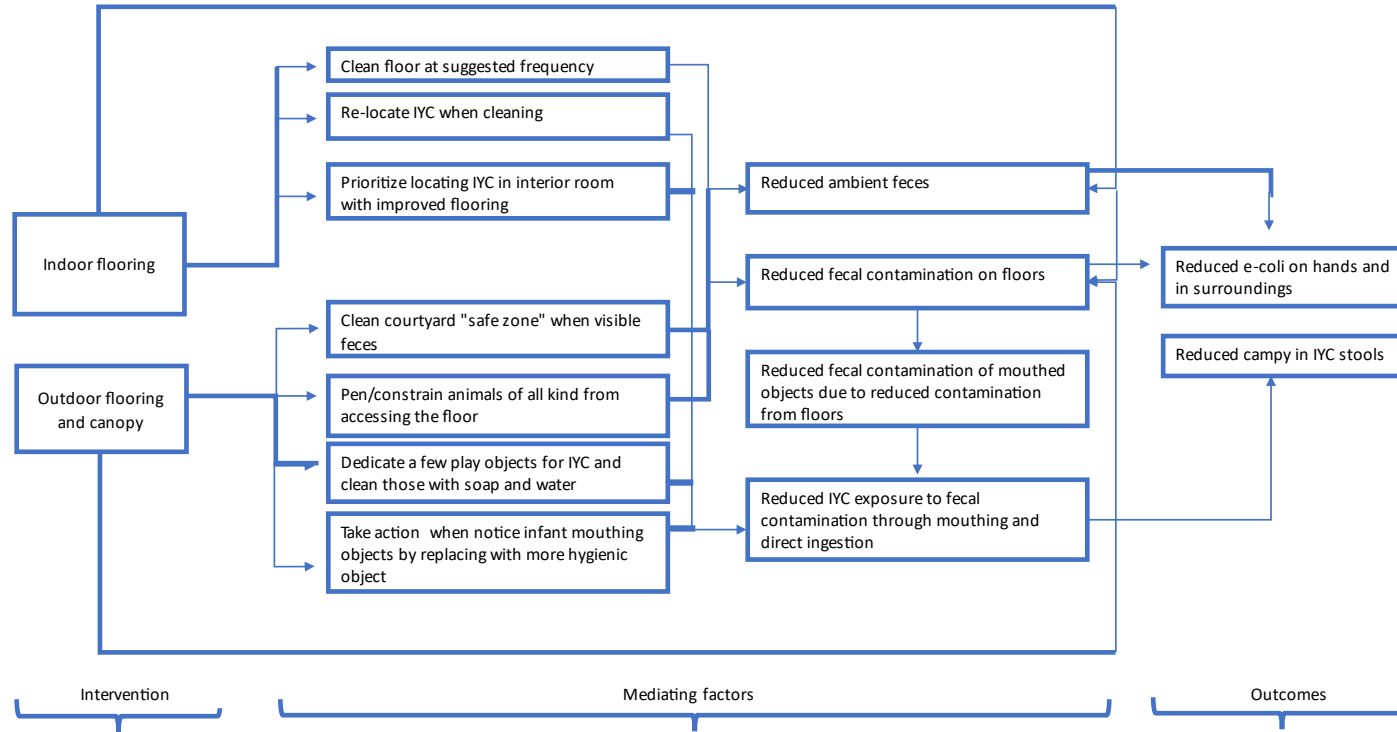 Clean floor at suggested frequency
Re-locate IYC when cleaning
Prioritize locating IYC in interior room
with improved flooring
Indoor flooring
Clean courtyard "safe zone" when visible
feces
Outdoor flooring
and canopy
Pen/constrain animals of all kind from
accessing the floor
Dedicate a few play objects for IYC and
clean those with soap and water
Take action  when notice infant mouthing
objects by replacing with more hygienic
object
Reduced ambient feces
Reduced fecal contamination on floors
Reduced fecal contamination of mouthed
objects due to reduced contamination
from floors
Reduced IYC exposure to fecal
contamination through mouthing and
direct ingestion
Reduced e-coli on hands and
in surroundings
Reduced campy in IYC stools
Intervention
Mediating factors
Outcomes